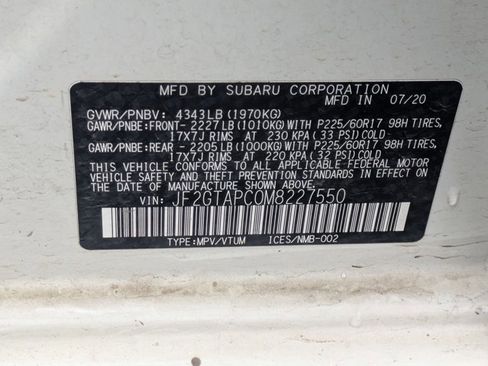 MFD BY SUBARU CORPORATION
MFD IN 07/20
GVWR/PNBV: 4343LB (1970KG)
GAWR/PNBE:FRONT- 2227 LB (1010KG) WITH P225/60R17 98H TIRES,
17X7J RIMS AT 230 KPA (33 PSI) COLD
GAWR/PNBE:REAR - 2205 LB (1000KG) WITH P225/60R17 98H TIRES,
17X7J RIMS AT 220 KPA (32 PSI) COLD
THIS VEHICLE CONFORMS TO ALL APPLICABLE
FEDERAL MOTOR VEHICLE SAFETY STANDARDS IN EFFECT
ON THE DATE OF MANUFACTURE SHOWN ABOVE.
VIN: JF2GTAPC0M8227550
TYPE:MPV/VTUM ICES/NMB-002